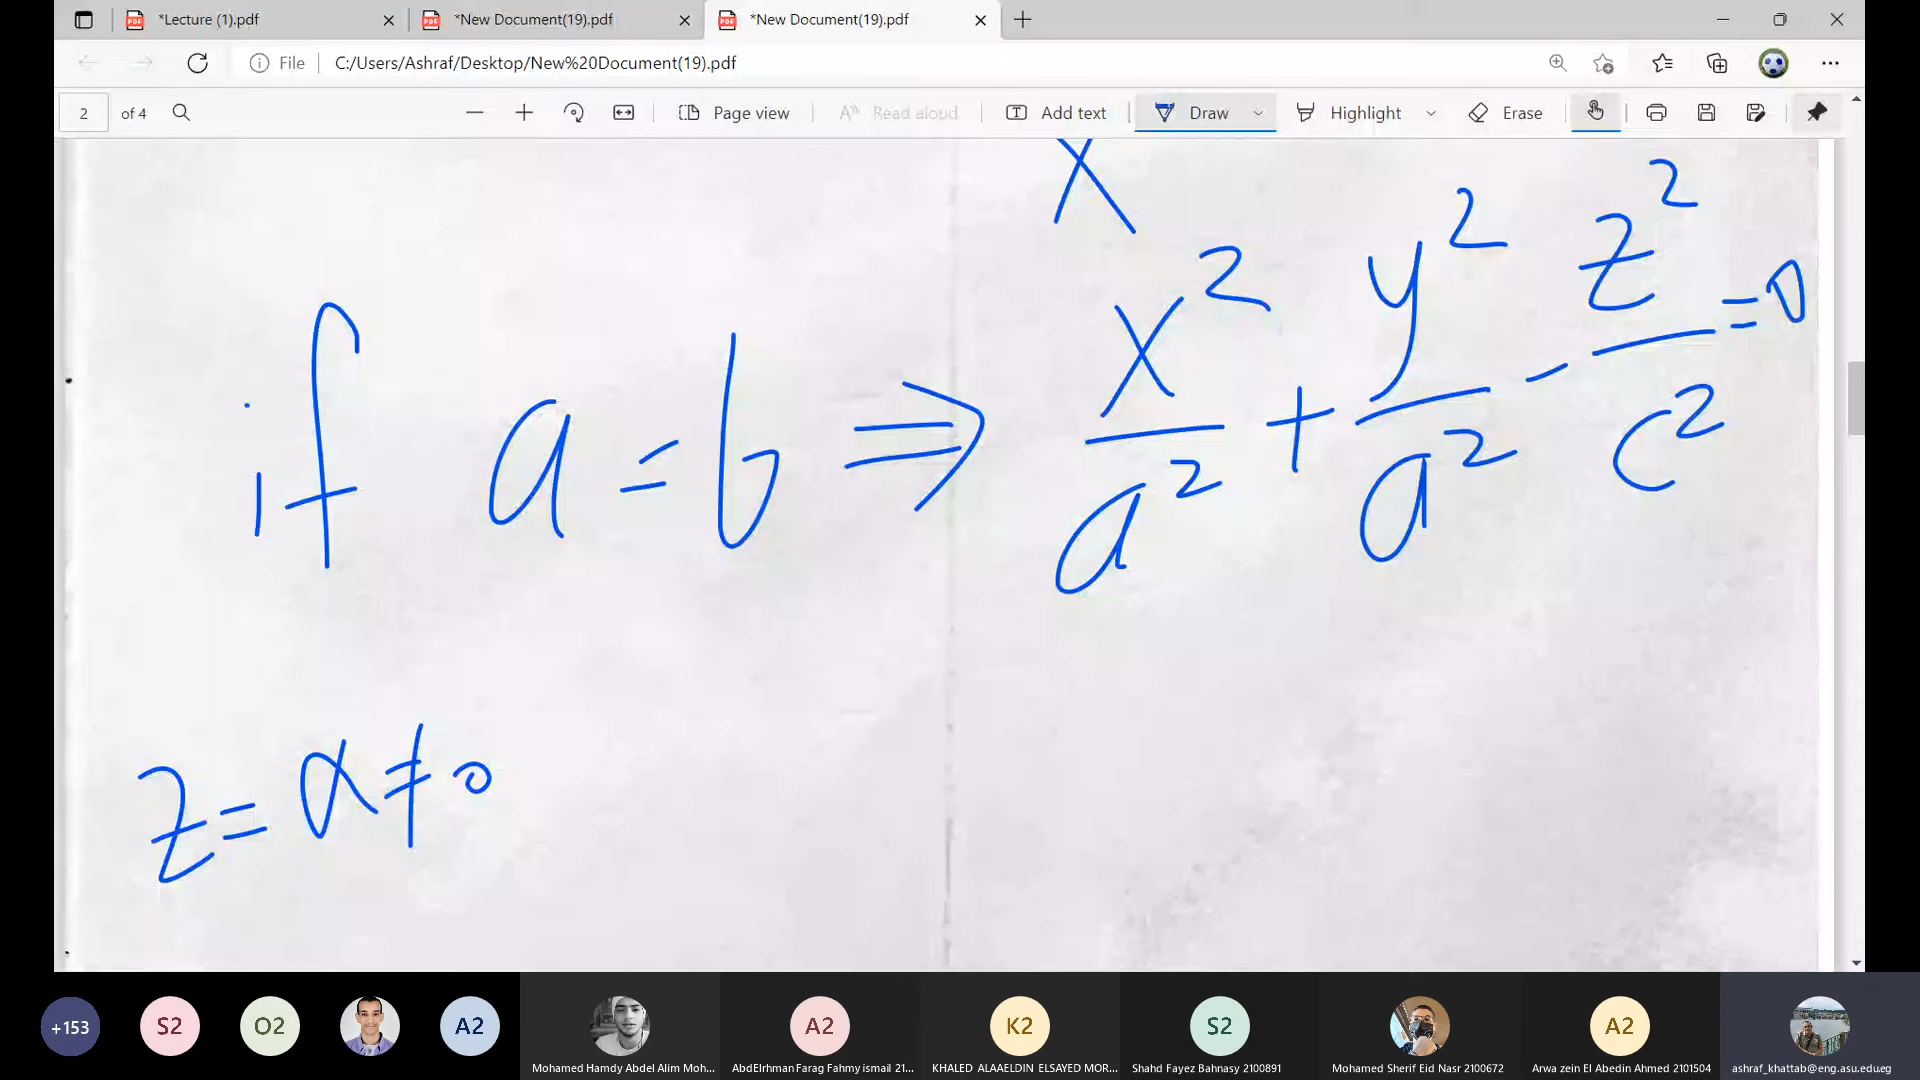 *Lecture (1).pdf
*New Document(19).pdf
*New Document(19).pdf
File
C:/Users/Ashraf/Desktop/New%20Document(19).pdf
2 of 4
Page view
Read aloud
Add text
Draw
Highlight
Erase
x
if a = b ⇒ x²/a² + y²/a² - z²/c² = 0
z = α ≠ 0
+153
S2
O2
A2
Mohamed Hamdy Abdel Alim Moh...
A2
AbdElrhman Farag Fahmy ismail 21...
K2
KHALED ALAAELDIN ELSAYED MOR...
S2
Shahd Fayez Bahnasy 2100891
Mohamed Sherif Eid Nasr 2100672
A2
Arwa zein El Abedin Ahmed 2101504
ashraf_khattab@eng.asu.edu.eg